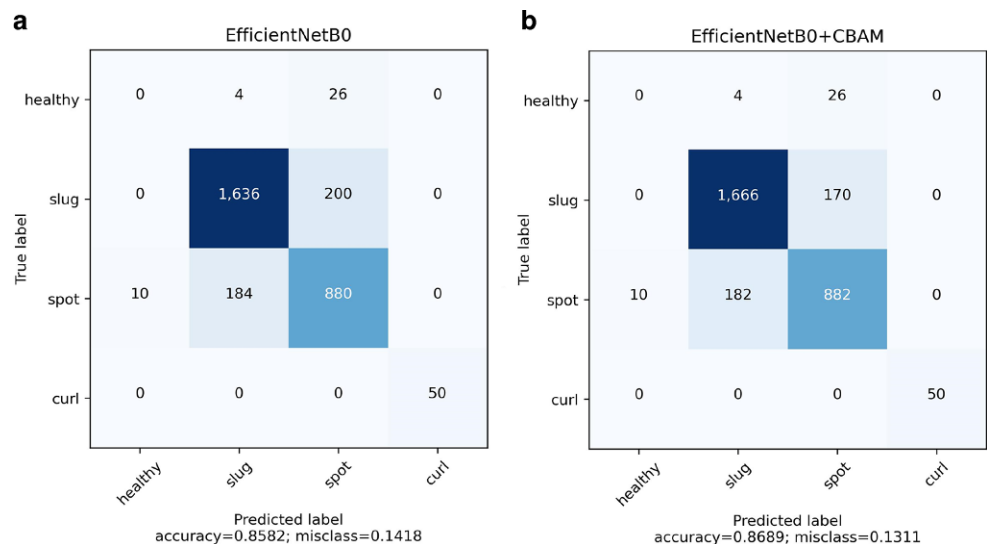 a
EfficientNetB0
healthy 0 4 26 0
slug 0 1,636 200 0
spot 10 184 880 0
curl 0 0 0 50
True label
healthy slug spot curl
Predicted label
accuracy=0.8582; misclass=0.1418
b
EfficientNetB0+CBAM
healthy 0 4 26 0
slug 0 1,666 170 0
spot 10 182 882 0
curl 0 0 0 50
True label
healthy slug spot curl
Predicted label
accuracy=0.8689; misclass=0.1311